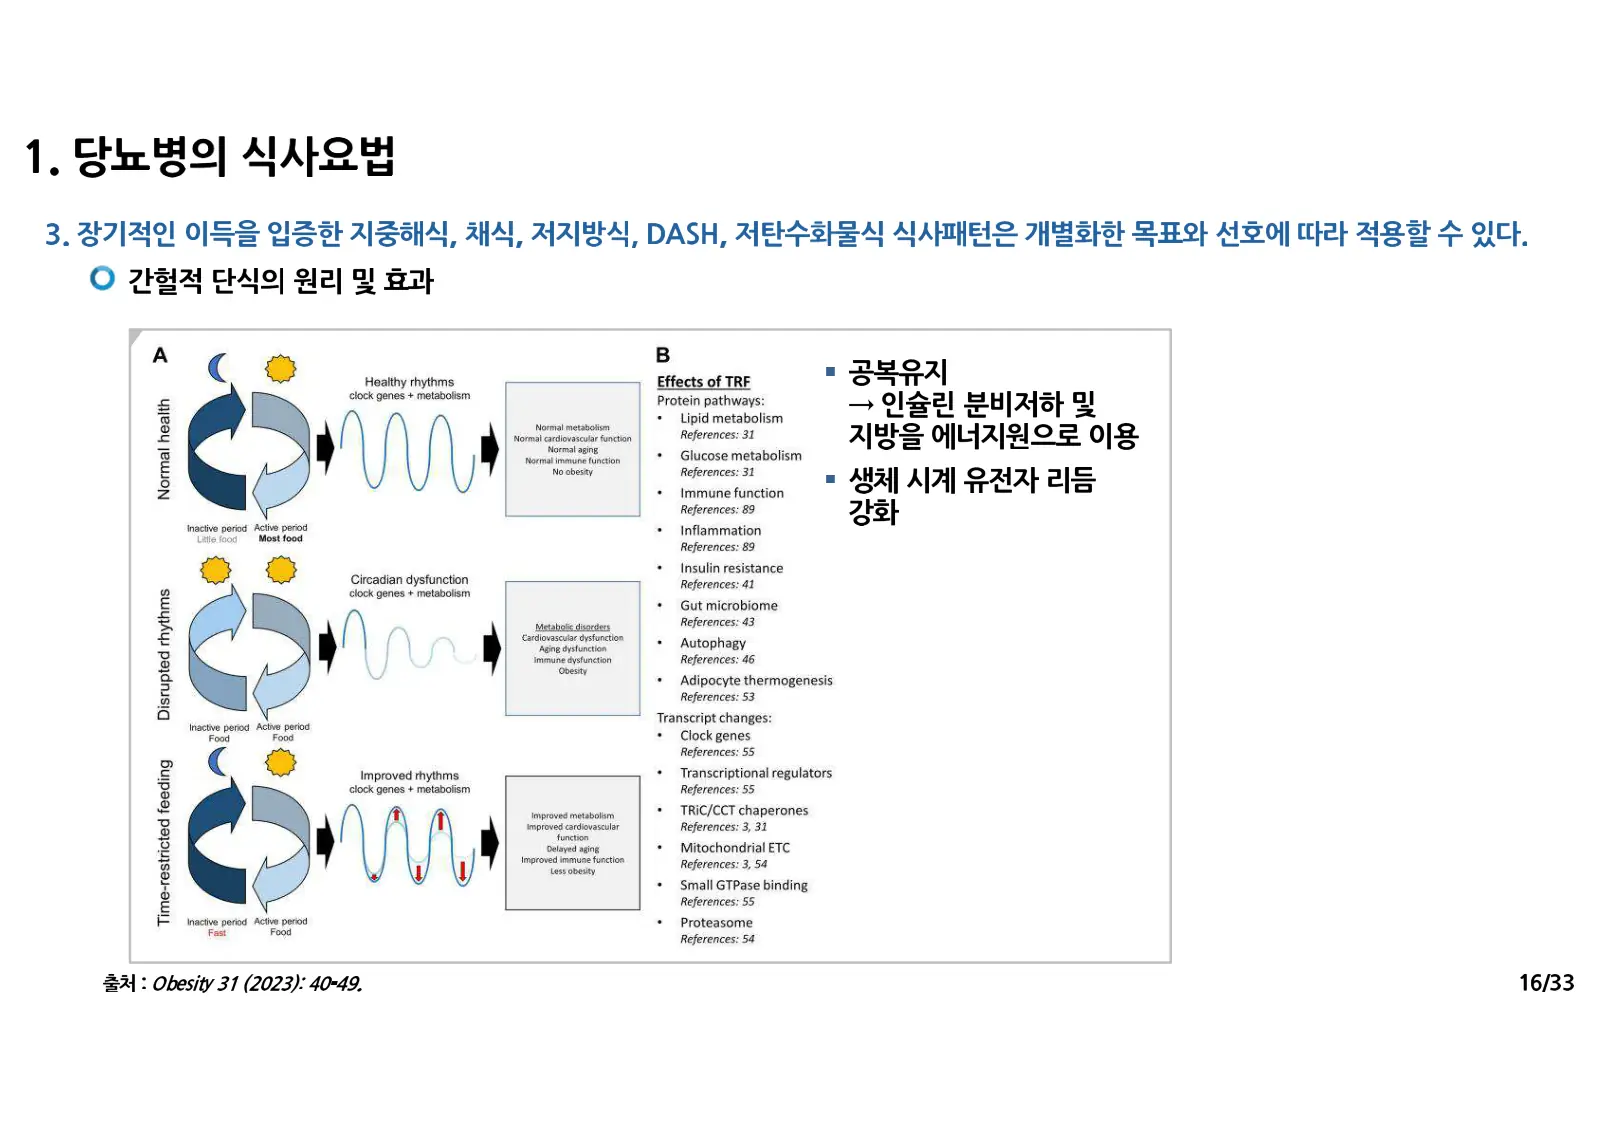 1. 당뇨병의 식사요법
3. 장기적인 이득을 입증한 지중해식, 채식, 저지방식, DASH, 저탄수화물식 식사패턴은 개별화한 목표와 선호에 따라 적용할 수 있다.
간헐적 단식의 원리 및 효과
A
Normal health
Inactive period
Little food
Active period
Most food
Healthy rhythms
clock genes + metabolism
Normal metabolism
Normal cardiovascular function
Normal aging
Normal immune function
No obesity
Disrupted rhythms
Inactive period
Food
Active period
Food
Circadian dysfunction
clock genes + metabolism
Metabolic disorders
Cardiovascular dysfunction
Aging dysfunction
Immune dysfunction
Obesity
Time-restricted feeding
Inactive period
Fast
Active period
Food
Improved rhythms
clock genes + metabolism
Improved metabolism
Improved cardiovascular
function
Delayed aging
Improved immune function
Less obesity
B
Effects of TRF
Protein pathways:
• Lipid metabolism
References: 31
• Glucose metabolism
References: 31
• Immune function
References: 89
• Inflammation
References: 89
• Insulin resistance
References: 41
• Gut microbiome
References: 43
• Autophagy
References: 46
• Adipocyte thermogenesis
References: 53
Transcript changes:
• Clock genes
References: 55
• Transcriptional regulators
References: 55
• TRiC/CCT chaperones
References: 3, 31
• Mitochondrial ETC
References: 3, 54
• Small GTPase binding
References: 55
• Proteasome
References: 54
▪ 공복유지
→ 인슐린 분비저하 및
지방을 에너지원으로 이용
▪ 생체 시계 유전자 리듬
강화
출처 : Obesity 31 (2023): 40-49.
16/33